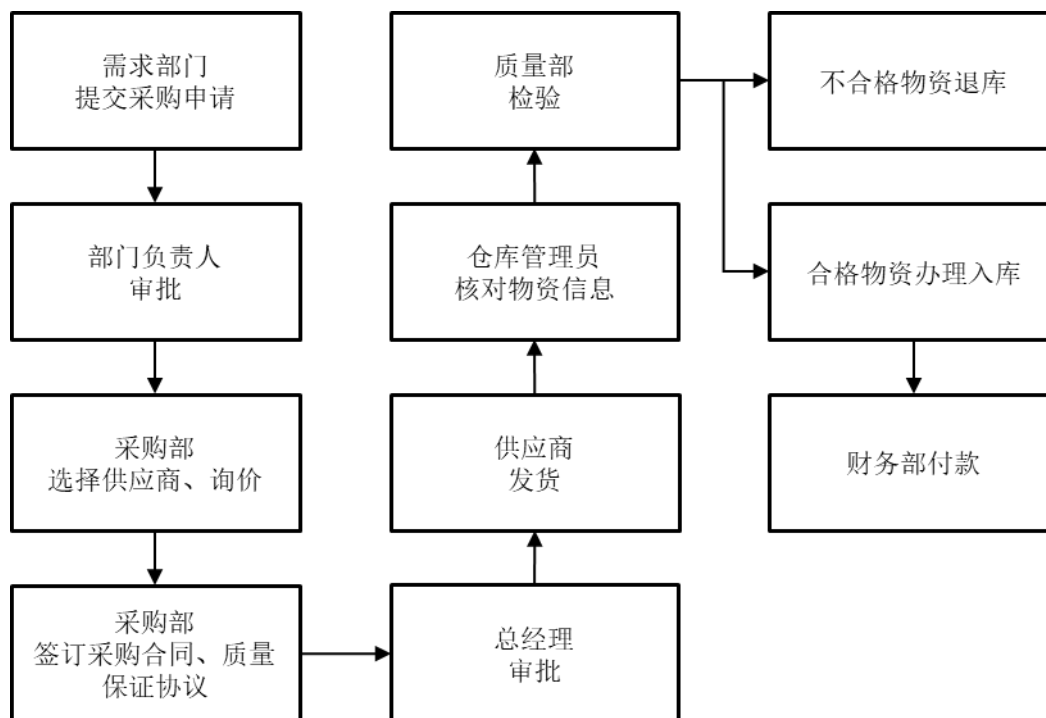 需求部门
提交采购申请
部门负责人
审批
采购部
选择供应商、询价
采购部
签订采购合同、质量
保证协议
总经理
审批
供应商
发货
仓库管理员
核对物资信息
质量部
检验
不合格物资退库
合格物资办理入库
财务部付款